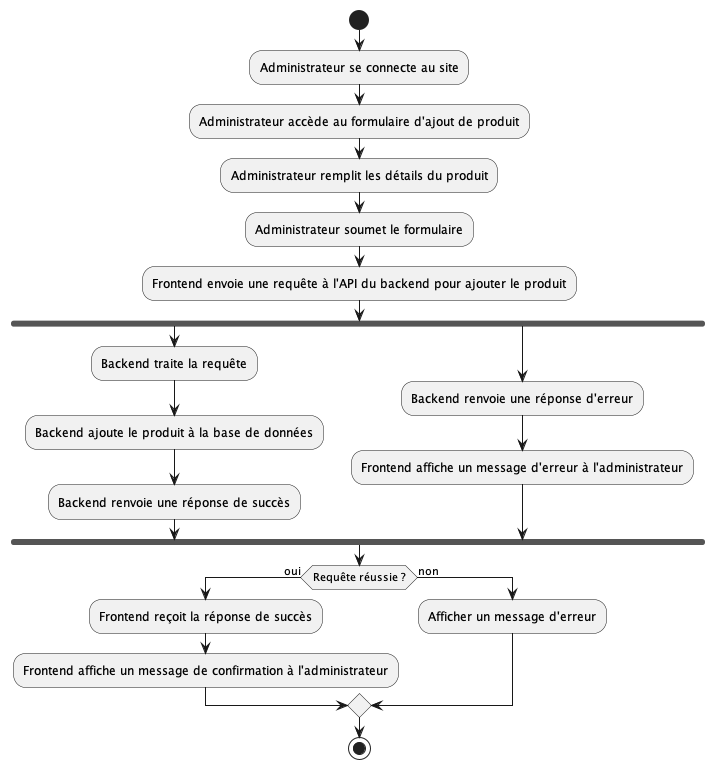 Administrateur se connecte au site
Administrateur accède au formulaire d'ajout de produit
Administrateur remplit les détails du produit
Administrateur soumet le formulaire
Frontend envoie une requête à l'API du backend pour ajouter le produit
Backend traite la requête
Backend ajoute le produit à la base de données
Backend renvoie une réponse de succès
Backend renvoie une réponse d'erreur
Frontend affiche un message d'erreur à l'administrateur
Requête réussie ?
oui
non
Frontend reçoit la réponse de succès
Frontend affiche un message de confirmation à l'administrateur
Afficher un message d'erreur